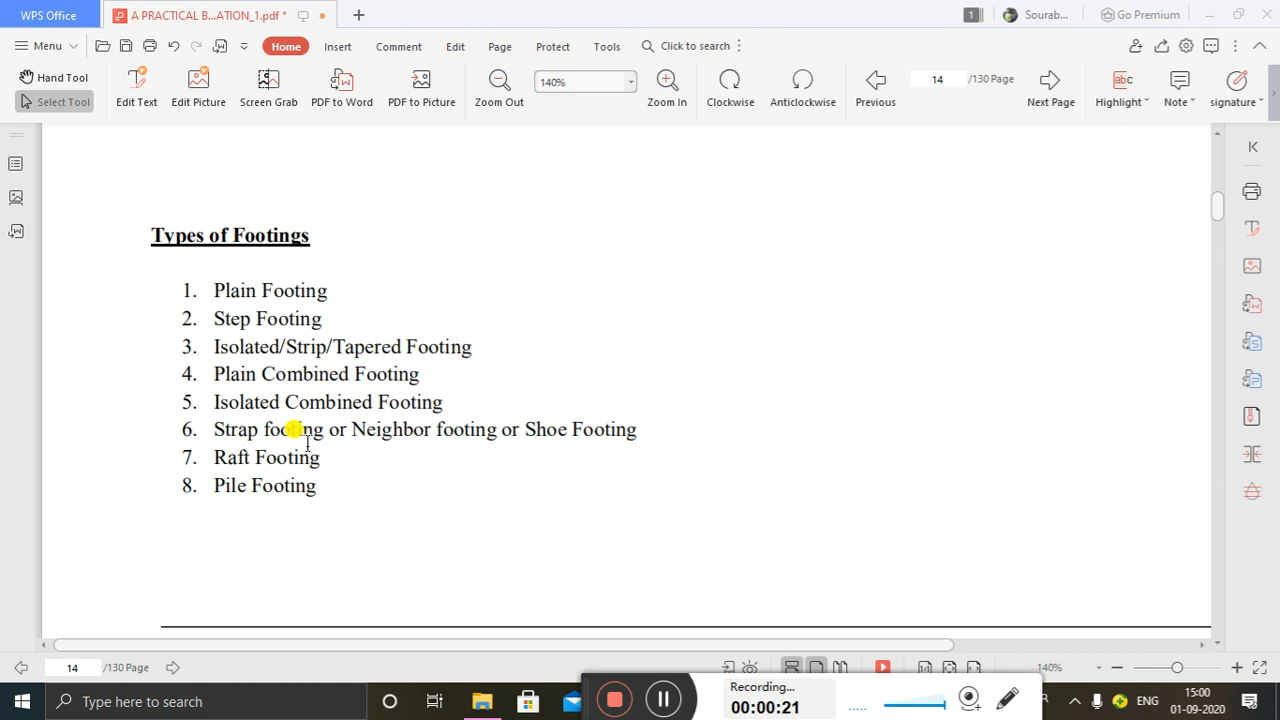 WPS Office
A PRACTICAL B...ATION_1.pdf *
1
Sourab...
Go Premium
Menu
Home
Insert
Comment
Edit
Page
Protect
Tools
Click to search
Hand Tool
Select Tool
Edit Text
Edit Picture
Screen Grab
PDF to Word
PDF to Picture
Zoom Out
140%
Zoom In
Clockwise
Anticlockwise
Previous
14 /130 Page
Next Page
Highlight
Note
signature
Types of Footings
1. Plain Footing
2. Step Footing
3. Isolated/Strip/Tapered Footing
4. Plain Combined Footing
5. Isolated Combined Footing
6. Strap footing or Neighbor footing or Shoe Footing
7. Raft Footing
8. Pile Footing
14 /130 Page
140%
Type here to search
Recording...
00:00:21
ENG
15:00
01-09-2020